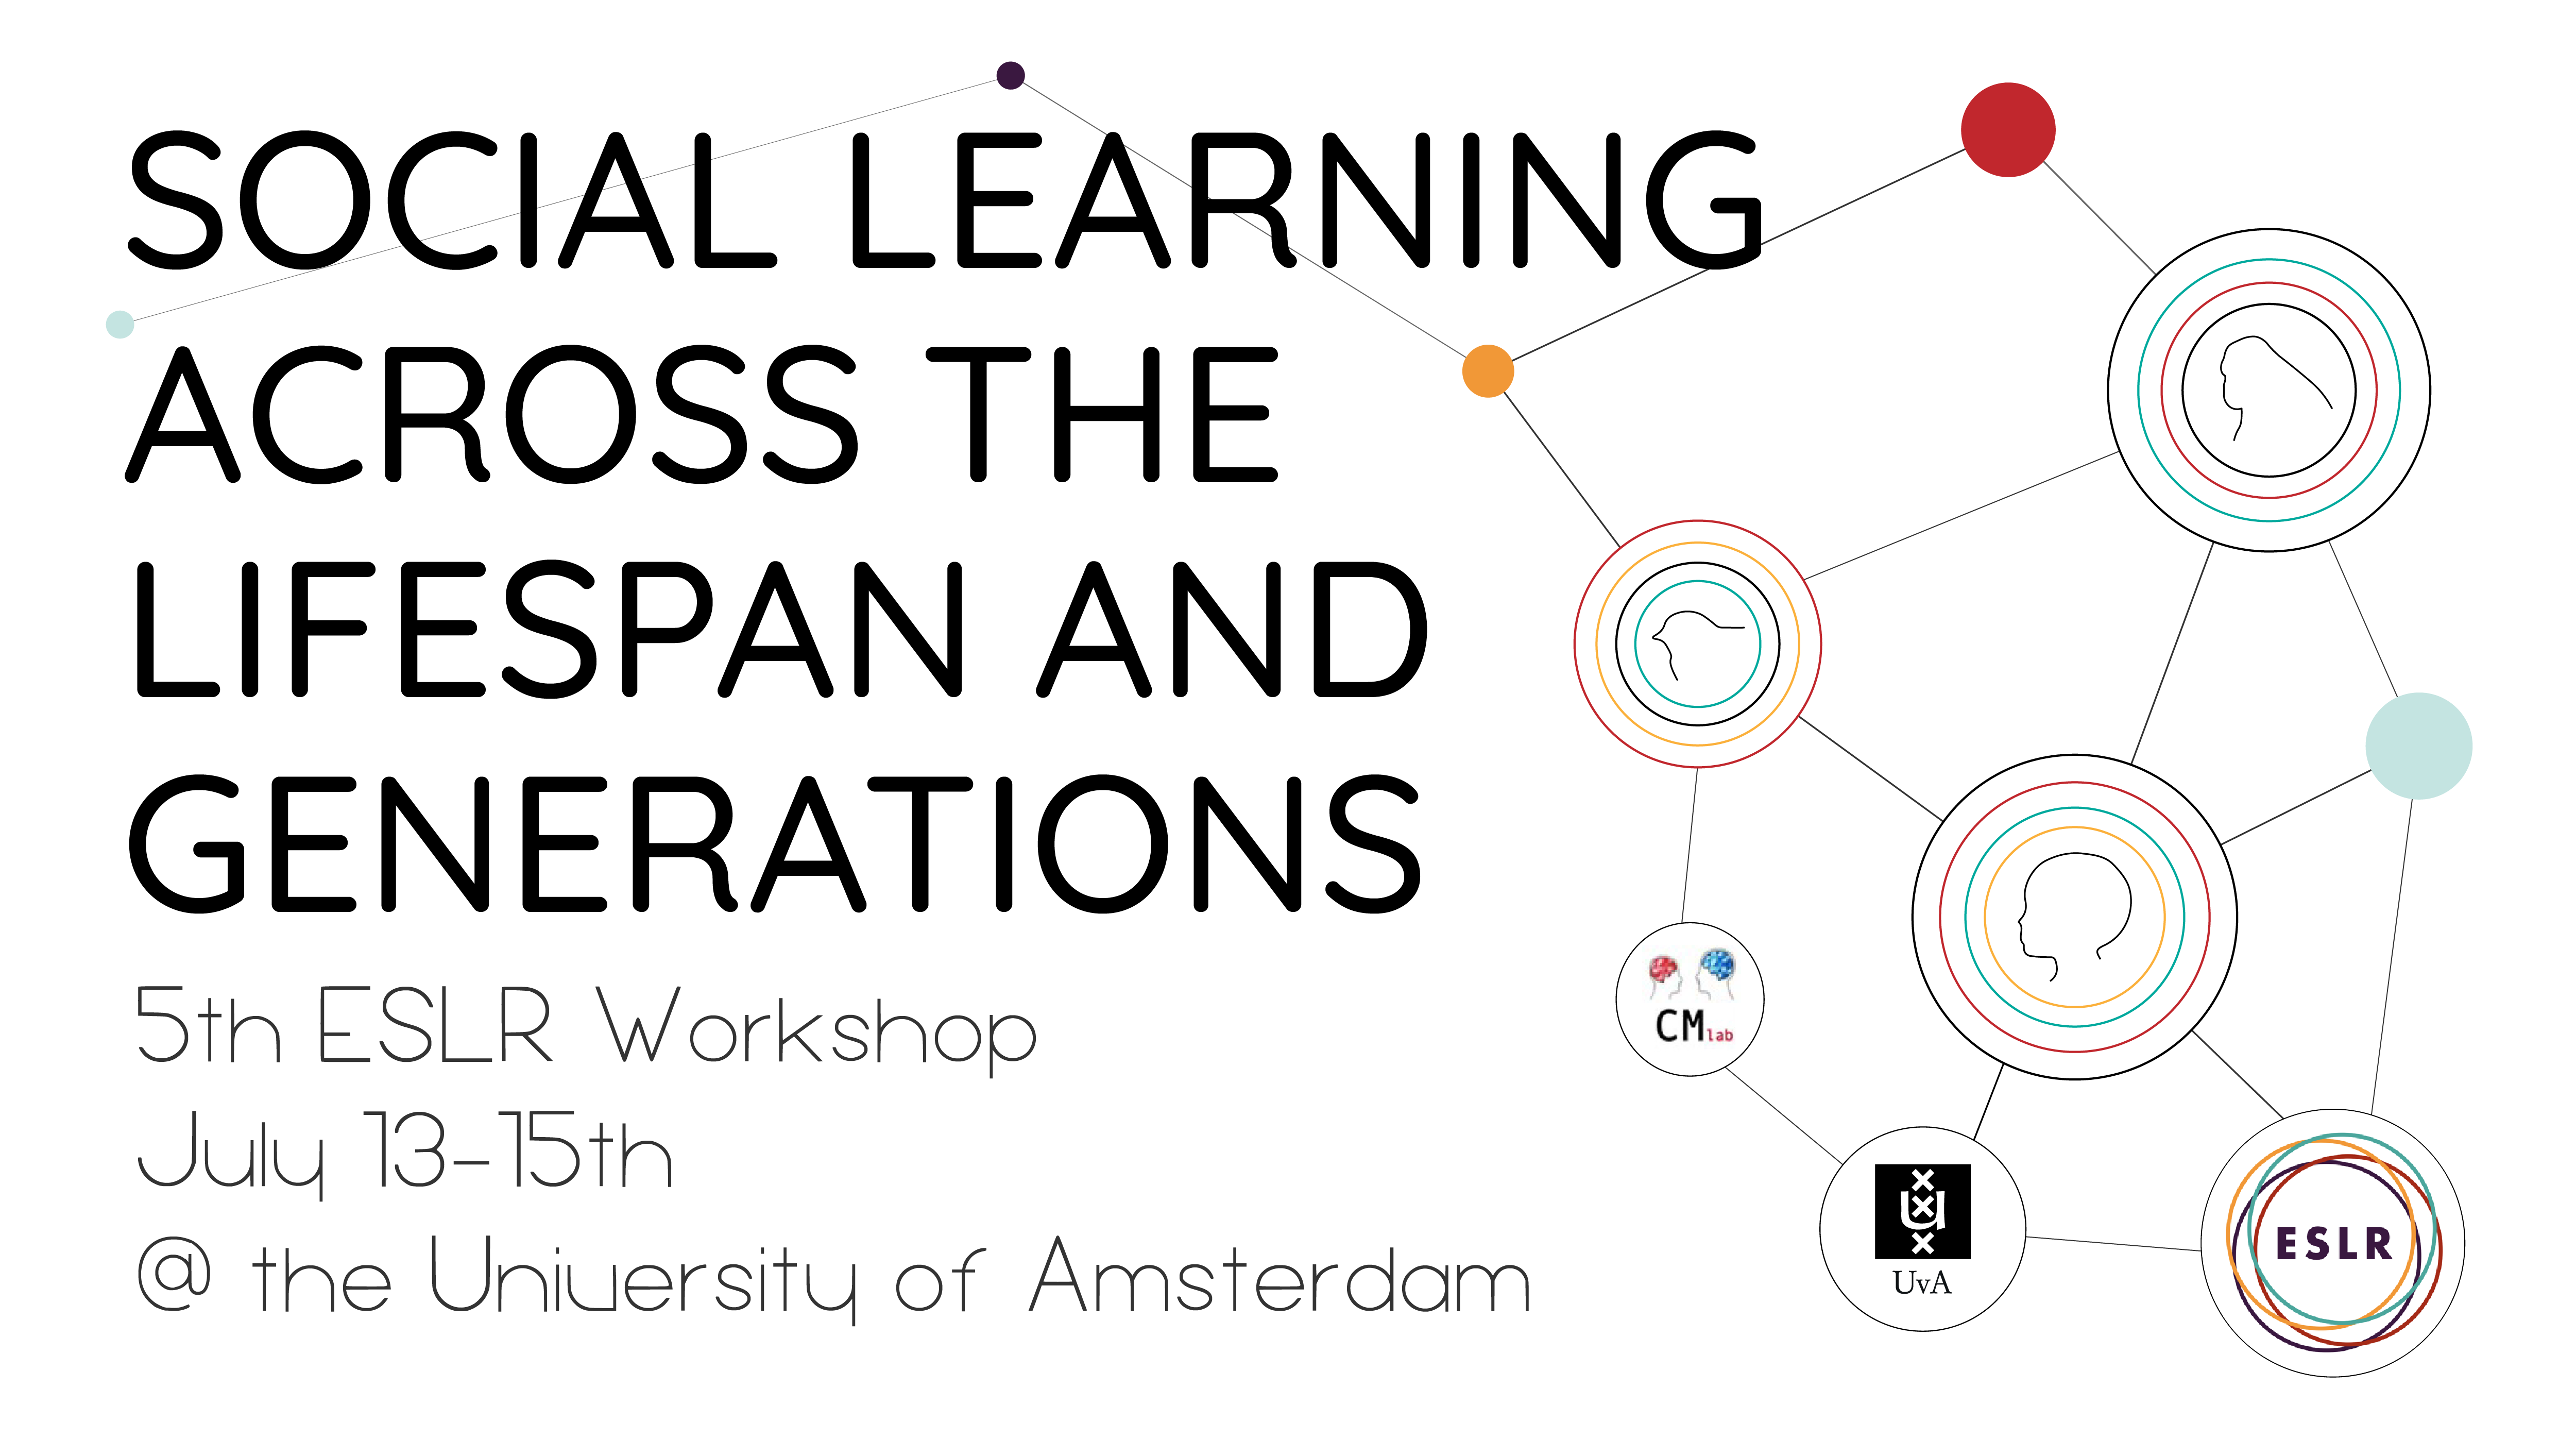 SOCIAL LEARNING
ACROSS THE
LIFESPAN AND
GENERATIONS
5th ESLR Workshop
July 13-15th
@ the University of Amsterdam
CM lab
UvA
ESLR